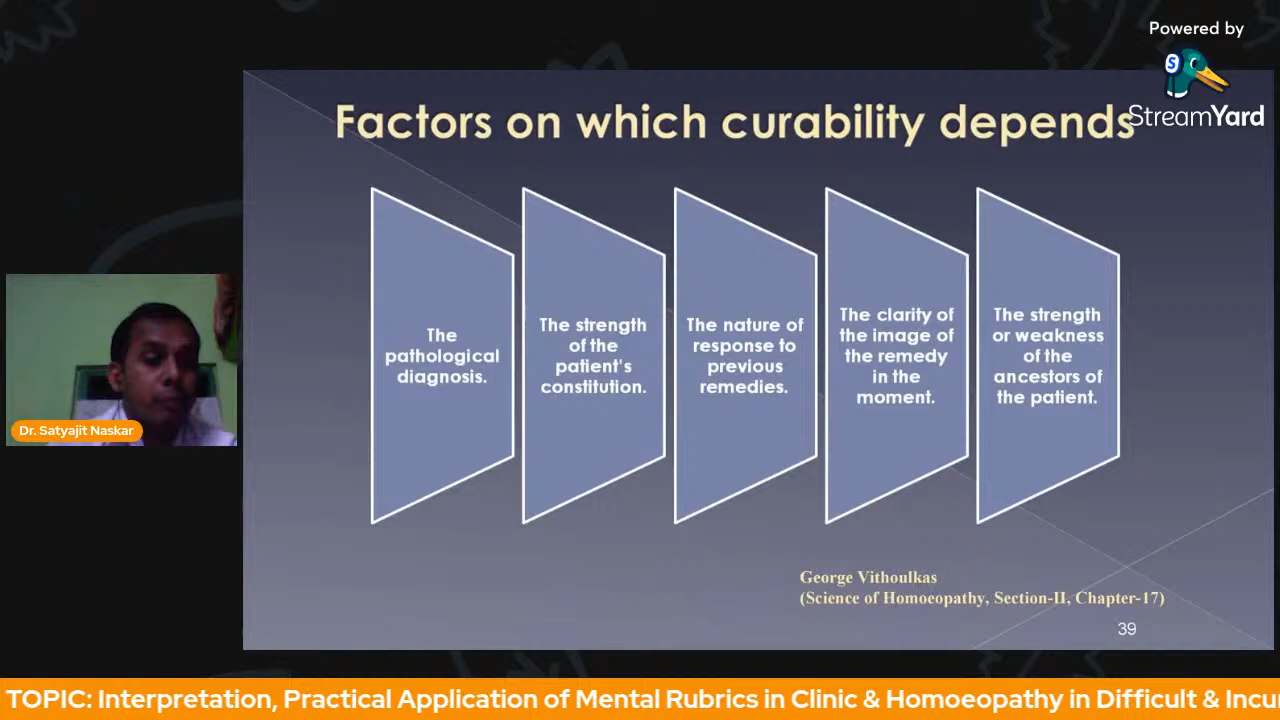 Powered by
StreamYard
Factors on which curability depends
The
pathological
diagnosis.
The strength
of the
patient's
constitution.
The nature of
response to
previous
remedies.
The clarity of
the image of
the remedy
in the
moment.
The strength
or weakness
of the
ancestors of
the patient.
Dr. Satyajit Naskar
George Vithoulkas
(Science of Homoeopathy, Section-II, Chapter-17)
39
TOPIC: Interpretation, Practical Application of Mental Rubrics in Clinic & Homoeopathy in Difficult & Incu